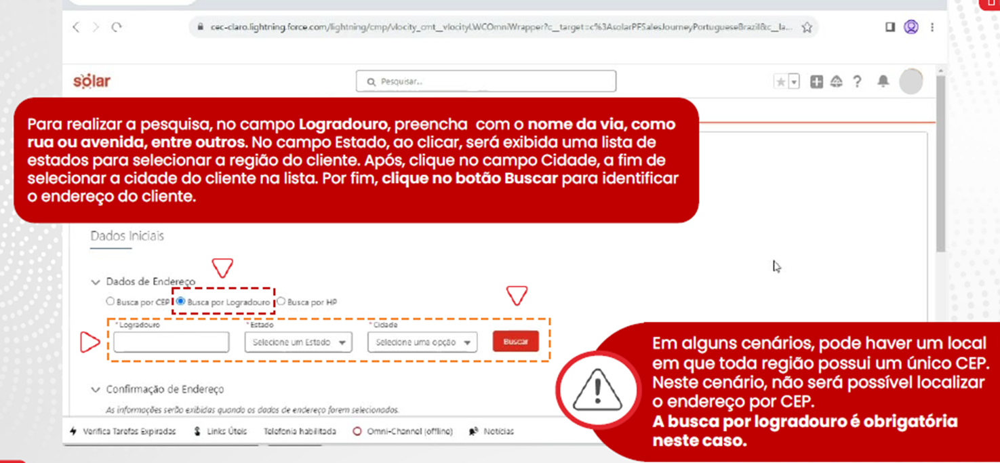 cec-claro.lightning.force.com/lightning/cmp/vlocity_cmt__vlocityLWCOmniWrapper?c__target=c%3AsolarPFSalesJourneyPortugueseBrazil&c__la...
solar
Pesquisar...
Para realizar a pesquisa, no campo Logradouro, preencha com o nome da via, como
rua ou avenida, entre outros. No campo Estado, ao clicar, será exibida uma lista de
estados para selecionar a região do cliente. Após, clique no campo Cidade, a fim de
selecionar a cidade do cliente na lista. Por fim, clique no botão Buscar para identificar
o endereço do cliente.
Dados Iniciais
Dados de Endereço
Busca por CEP Busca por Logradouro Busca por HP
*Logradouro *Estado *Cidade
Selecione um Estado Selecione uma opção Buscar
Confirmação de Endereço
As informações serão exibidas quando os dados de endereço forem selecionados.
Verifica Tarefas Expiradas Links Úteis Telefonia habilitada Omni-Channel (offline) Notícias
Em alguns cenários, pode haver um local
em que toda região possui um único CEP.
Neste cenário, não será possível localizar
o endereço por CEP.
A busca por logradouro é obrigatória
neste caso.